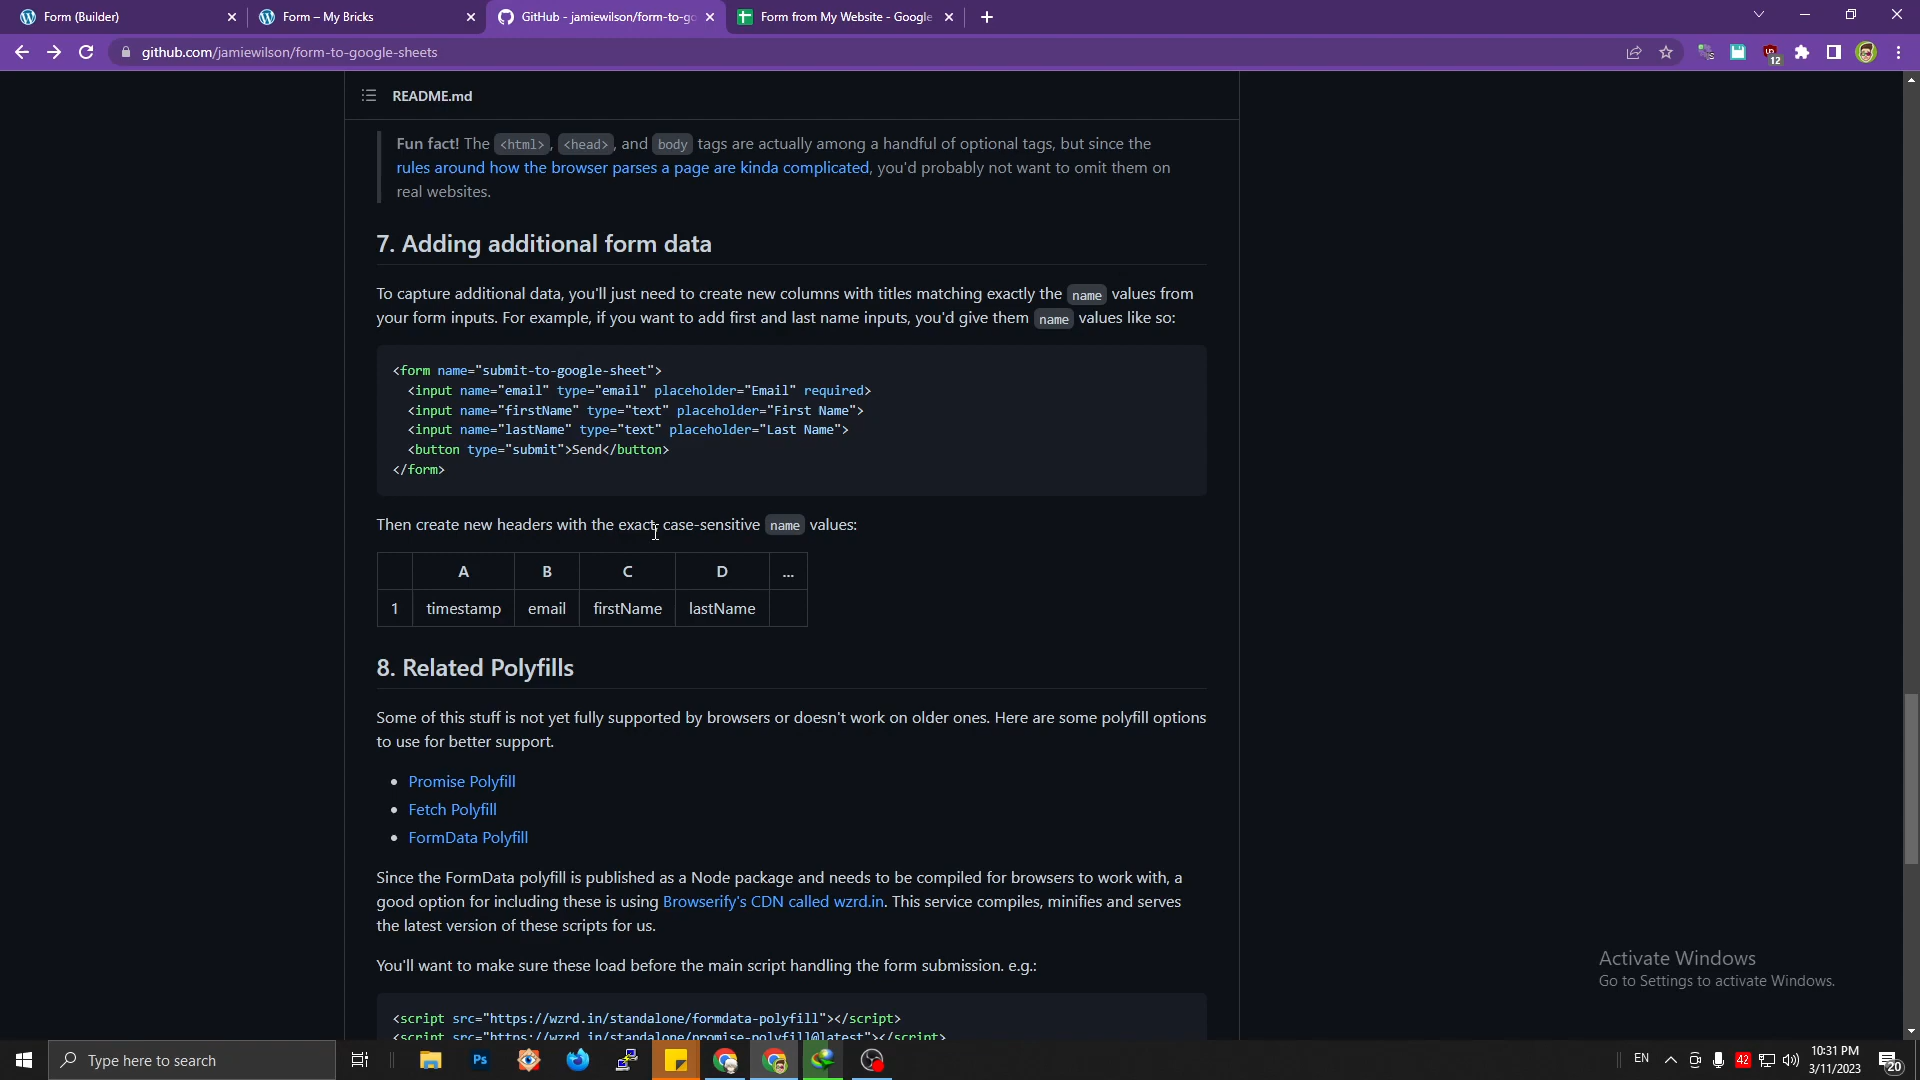 Form (Builder)
Form – My Bricks
GitHub - jamiewilson/form-to-go
Form from My Website - Google
github.com/jamiewilson/form-to-google-sheets
12
README.md
Fun fact! The <html>, <head>, and body tags are actually among a handful of optional tags, but since the
rules around how the browser parses a page are kinda complicated, you'd probably not want to omit them on
real websites.
7. Adding additional form data
To capture additional data, you'll just need to create new columns with titles matching exactly the name values from
your form inputs. For example, if you want to add first and last name inputs, you'd give them name values like so:
<form name="submit-to-google-sheet">
<input name="email" type="email" placeholder="Email" required>
<input name="firstName" type="text" placeholder="First Name">
<input name="lastName" type="text" placeholder="Last Name">
<button type="submit">Send</button>
</form>
Then create new headers with the exact, case-sensitive name values:
A B C D ...
1 timestamp email firstName lastName
8. Related Polyfills
Some of this stuff is not yet fully supported by browsers or doesn't work on older ones. Here are some polyfill options
to use for better support.
Promise Polyfill
Fetch Polyfill
FormData Polyfill
Since the FormData polyfill is published as a Node package and needs to be compiled for browsers to work with, a
good option for including these is using Browserify's CDN called wzrd.in. This service compiles, minifies and serves
the latest version of these scripts for us.
You'll want to make sure these load before the main script handling the form submission. e.g.:
<script src="https://wzrd.in/standalone/formdata-polyfill"></script>
<script src="https://wzrd.in/standalone/promise-polyfill@latest"></script>
Activate Windows
Go to Settings to activate Windows.
Type here to search
Ps
EN
42
10:31 PM
3/11/2023
20